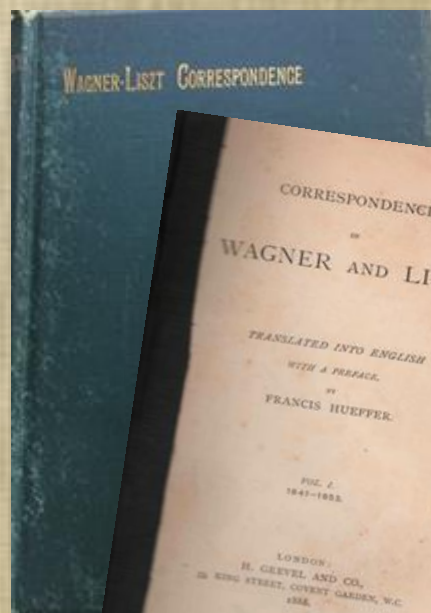 WAGNER-LISZT CORRESPONDENCE
CORRESPONDENCE
OF
WAGNER AND LI
TRANSLATED INTO ENGLISH
WITH A PREFACE,
BY
FRANCIS HUEFFER.
VOL. I.
1841-1853.
LONDON:
H. GREVEL AND CO.,
KING STREET, COVENT GARDEN, W.C.
1888.